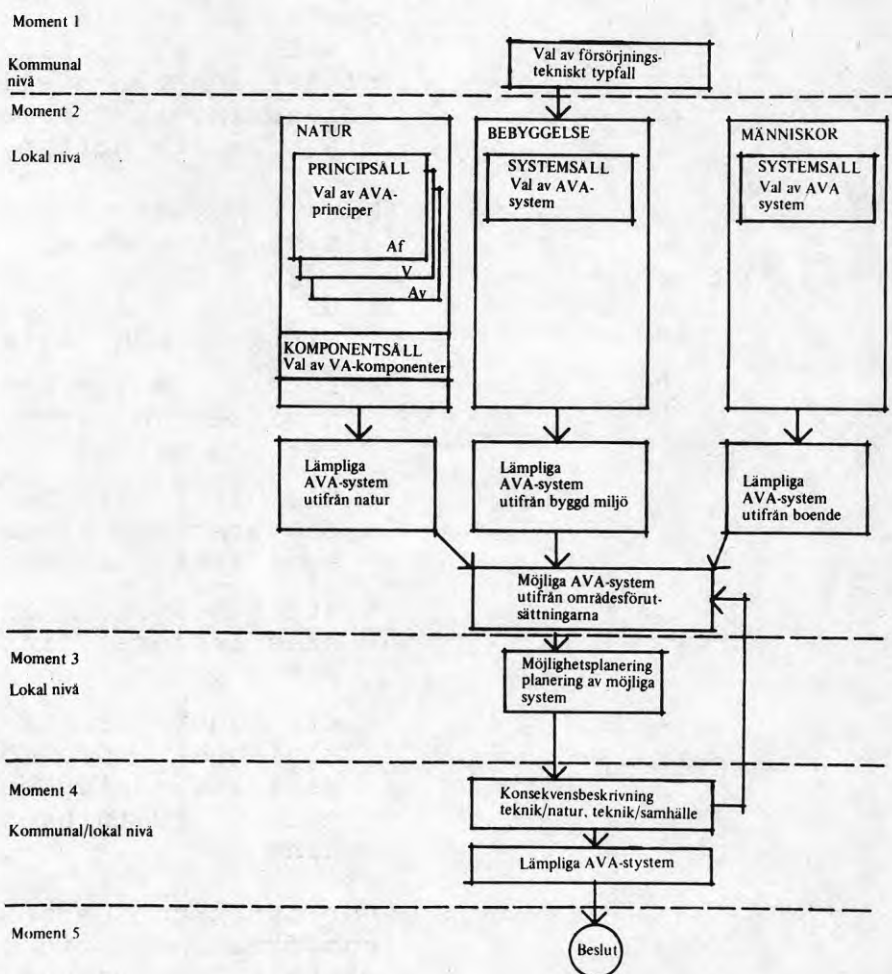 Moment 1
Kommunal
nivå
Val av försörjnings-
tekniskt typfall
Moment 2
Lokal nivå
NATUR
PRINCIPSÅLL
Val av AVA-
principer
Af
V
Av
KOMPONENTSÅLL
Val av VA-komponenter
BEBYGGELSE
SYSTEMSÅLL
Val av AVA-
system
MÄNNISKOR
SYSTEMSÅLL
Val av AVA
system
Lämpliga
AVA-system
utifrån natur
Lämpliga
AVA-system
utifrån byggd miljö
Lämpliga
AVA-system
utifrån boende
Möjliga AVA-system
utifrån områdesförut-
sättningarna
Moment 3
Lokal nivå
Möjlighetsplanering
planering av möjliga
system
Moment 4
Kommunal/lokal nivå
Konsekvensbeskrivning
teknik/natur, teknik/samhälle
Lämpliga AVA-stystem
Moment 5
Beslut